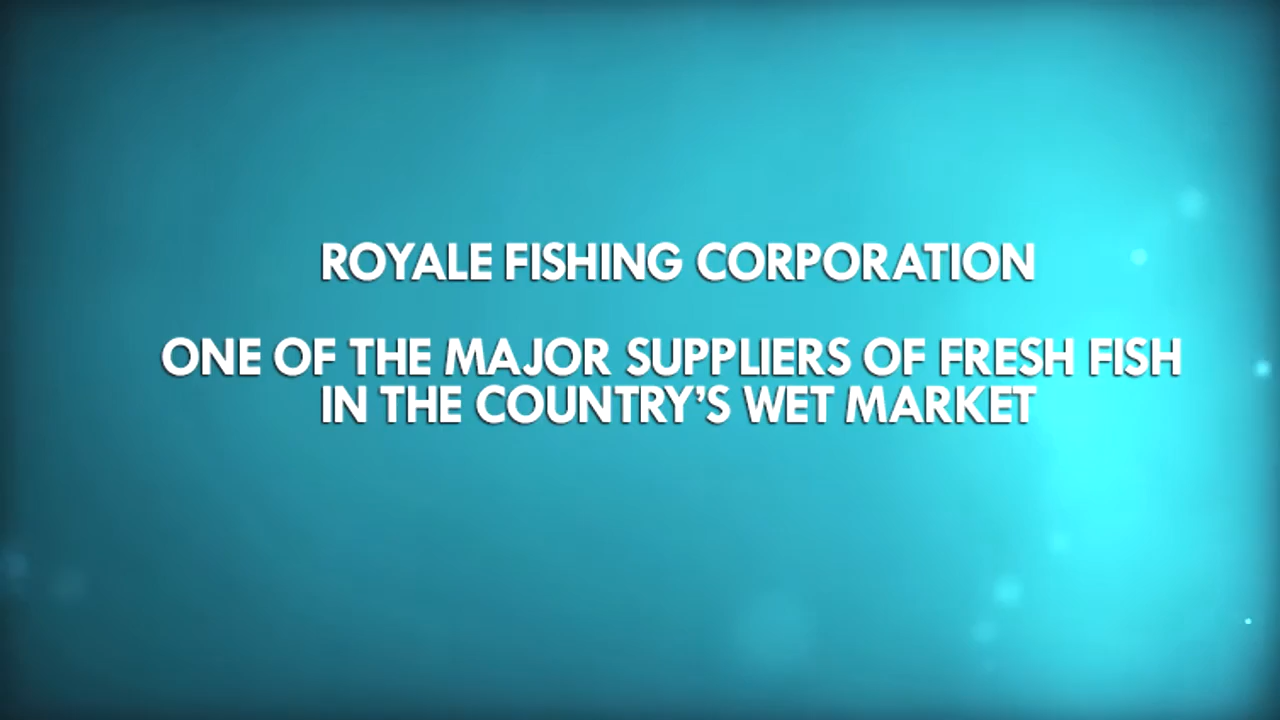 ROYALE FISHING CORPORATION
ONE OF THE MAJOR SUPPLIERS OF FRESH FISH
IN THE COUNTRY’S WET MARKET